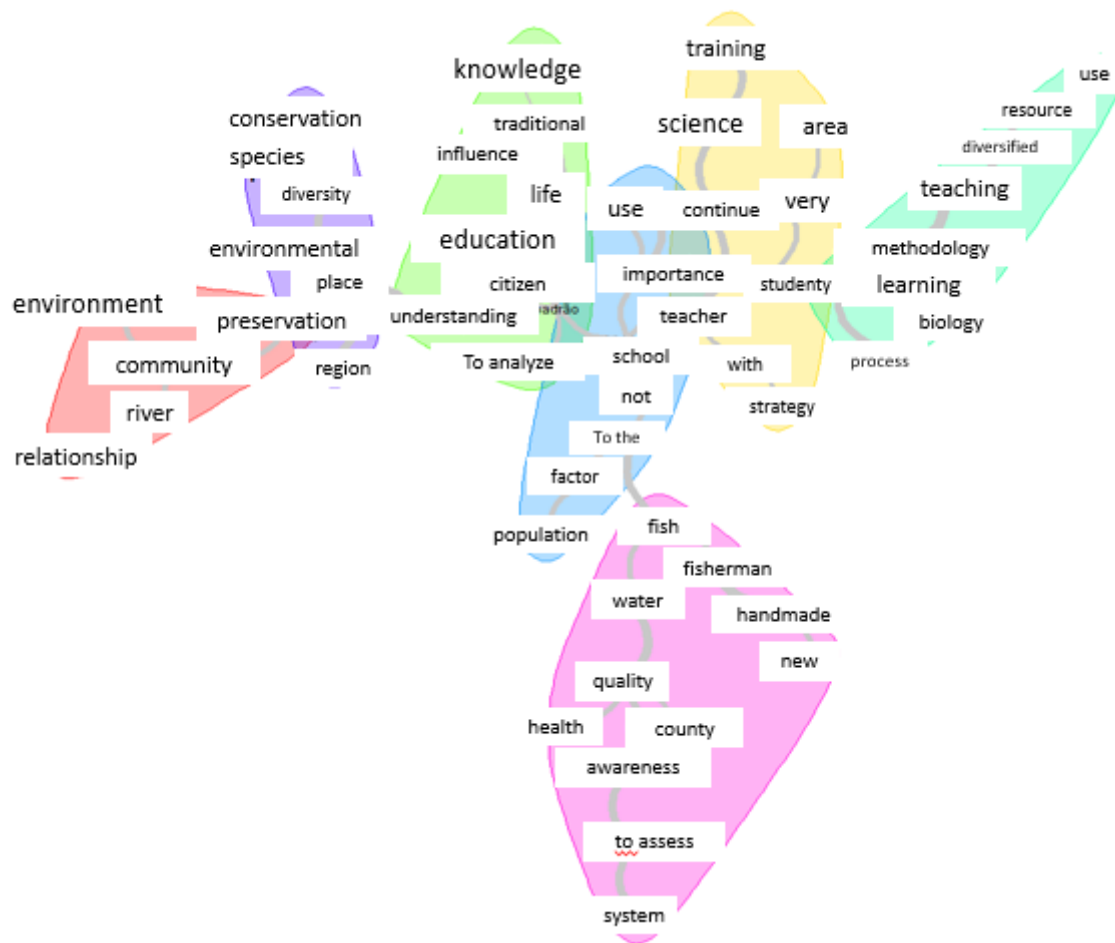 training
knowledge
use
resource
conservation
traditional
science
area
diversified
influence
species
teaching
diversity
life
use
continue
very
environmental
education
methodology
place
citizen
importance
studenty
learning
environment
preservation
understanding
teacher
biology
community
region
To analyze
school
with
process
river
not
strategy
relationship
To the
factor
population
fish
fisherman
water
handmade
new
quality
health
county
awareness
to assess
system